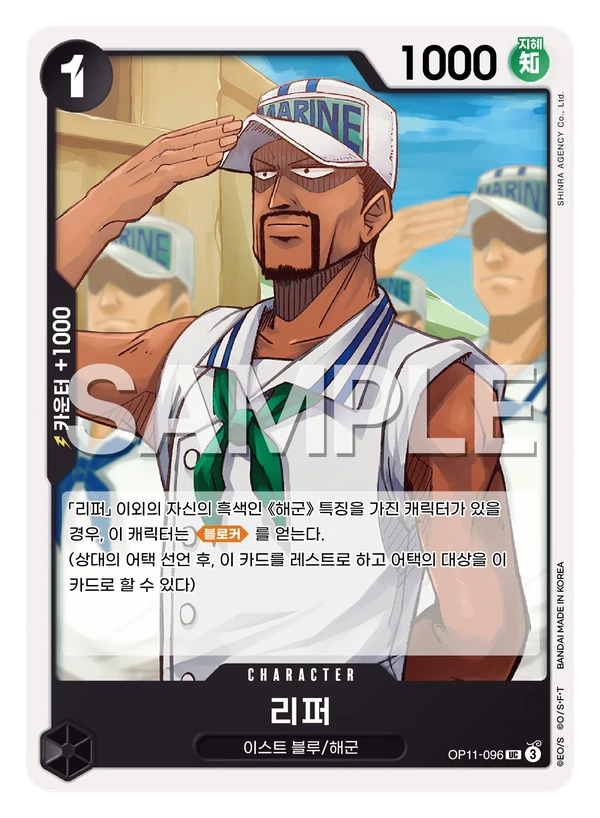 1
1000
지혜
知
MARINE
MARINE
MARINE
SHINRA AGENCY Co., Ltd.
카운터 +1000
SAMPLE
「리퍼」 이외의 자신의 흑색인 《해군》 특징을 가진 캐릭터가 있을
경우, 이 캐릭터는 블로커 를 얻는다.
(상대의 어택 선언 후, 이 카드를 레스트로 하고 어택의 대상을 이
카드로 할 수 있다)
CHARACTER
리퍼
이스트 블루/해군
OP11-096 UC 3
©EO/S ©O/S·F·T BANDAI MADE IN KOREA